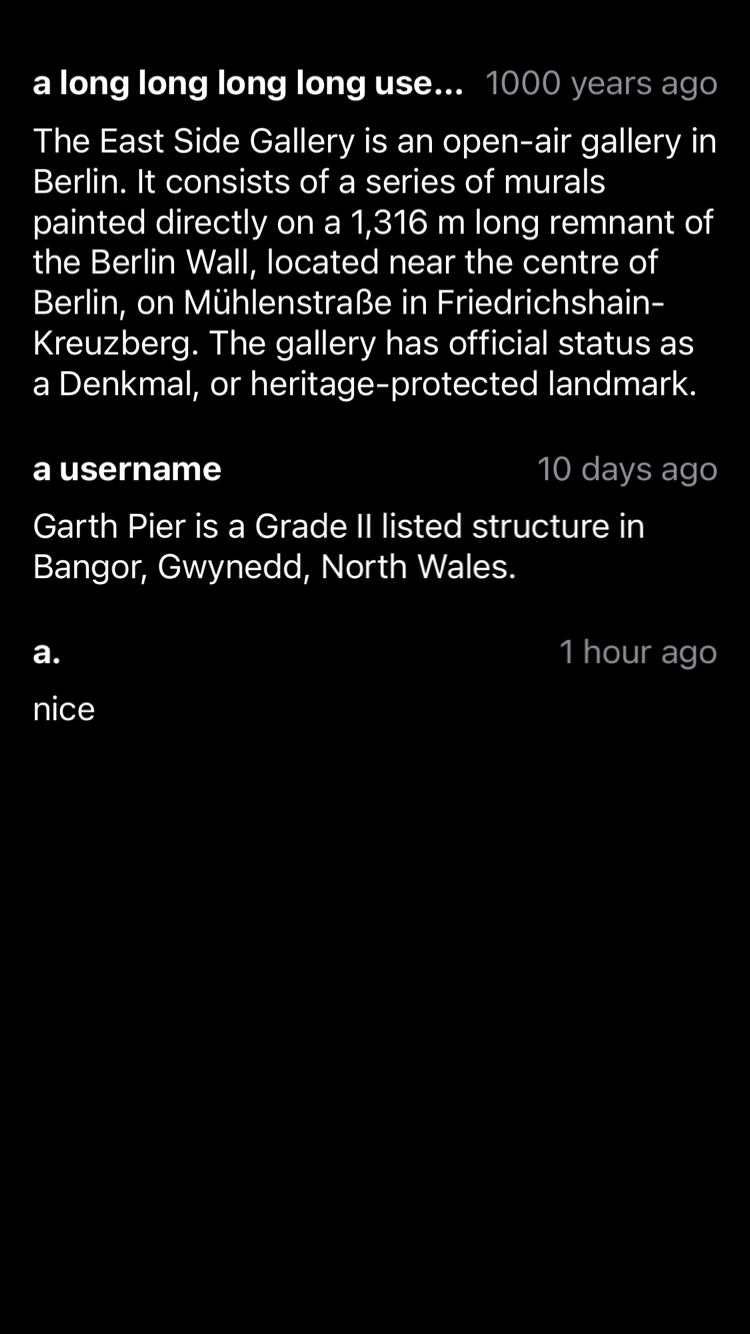 a long long long long use... 1000 years ago
The East Side Gallery is an open-air gallery in
Berlin. It consists of a series of murals
painted directly on a 1,316 m long remnant of
the Berlin Wall, located near the centre of
Berlin, on Mühlenstraße in Friedrichshain-
Kreuzberg. The gallery has official status as
a Denkmal, or heritage-protected landmark.
a username 10 days ago
Garth Pier is a Grade II listed structure in
Bangor, Gwynedd, North Wales.
a. 1 hour ago
nice